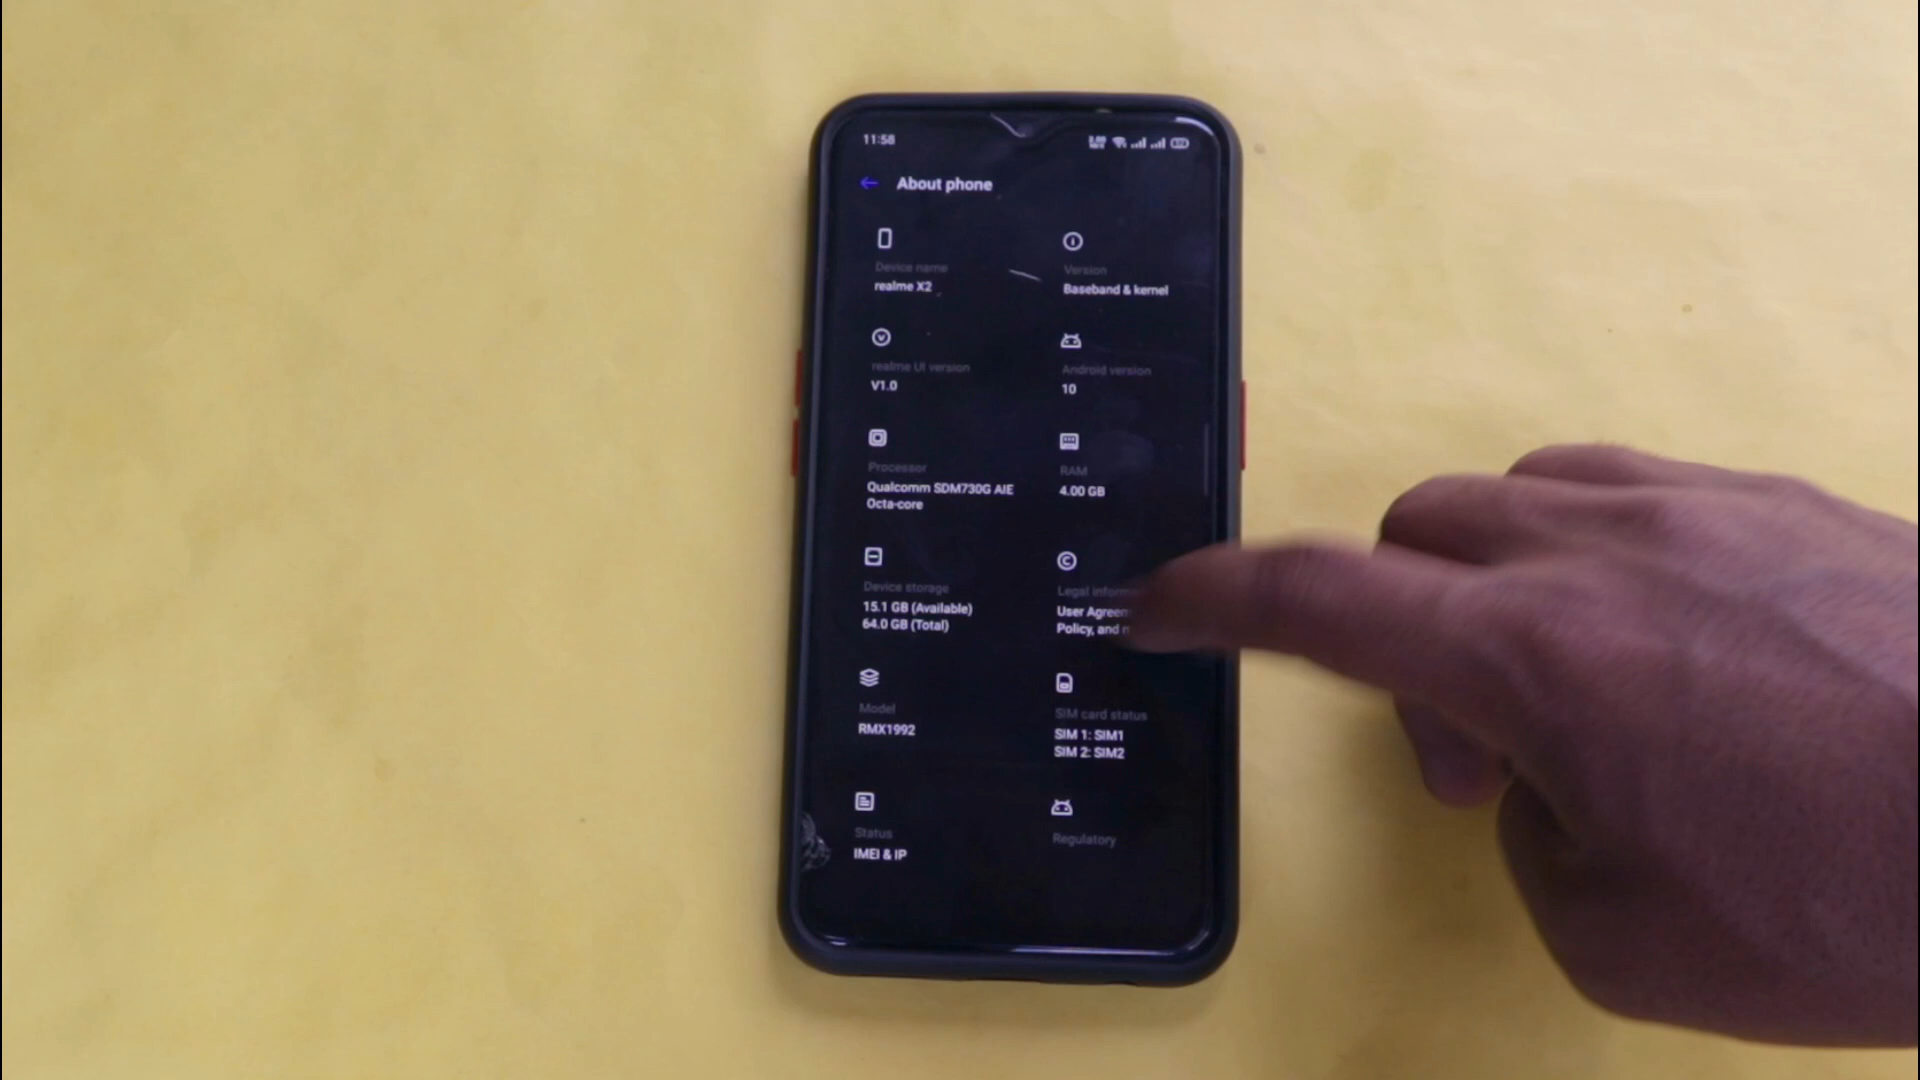 11:58
About phone
Device name
realme X2
Version
Baseband & kernel
realme UI version
V1.0
Android version
10
Processor
Qualcomm SDM730G AIE
Octa-core
RAM
4.00 GB
Device storage
15.1 GB (Available)
64.0 GB (Total)
Legal
User
Policy, and
Model
RMX1992
SIM card status
SIM 1: SIM1
SIM 2: SIM2
Status
IMEI & IP
Regulatory